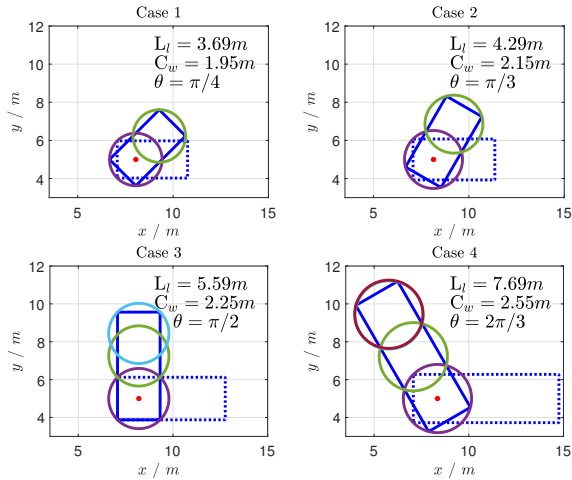 Case 1
L_l = 3.69m
C_w = 1.95m
θ = π/4
12
10
8
6
4
y / m
5
10
15
x / m
Case 2
L_l = 4.29m
C_w = 2.15m
θ = π/3
12
10
8
6
4
y / m
5
10
15
x / m
Case 3
L_l = 5.59m
C_w = 2.25m
θ = π/2
12
10
8
6
4
y / m
5
10
15
x / m
Case 4
L_l = 7.69m
C_w = 2.55m
θ = 2π/3
12
10
8
6
4
y / m
5
10
15
x / m